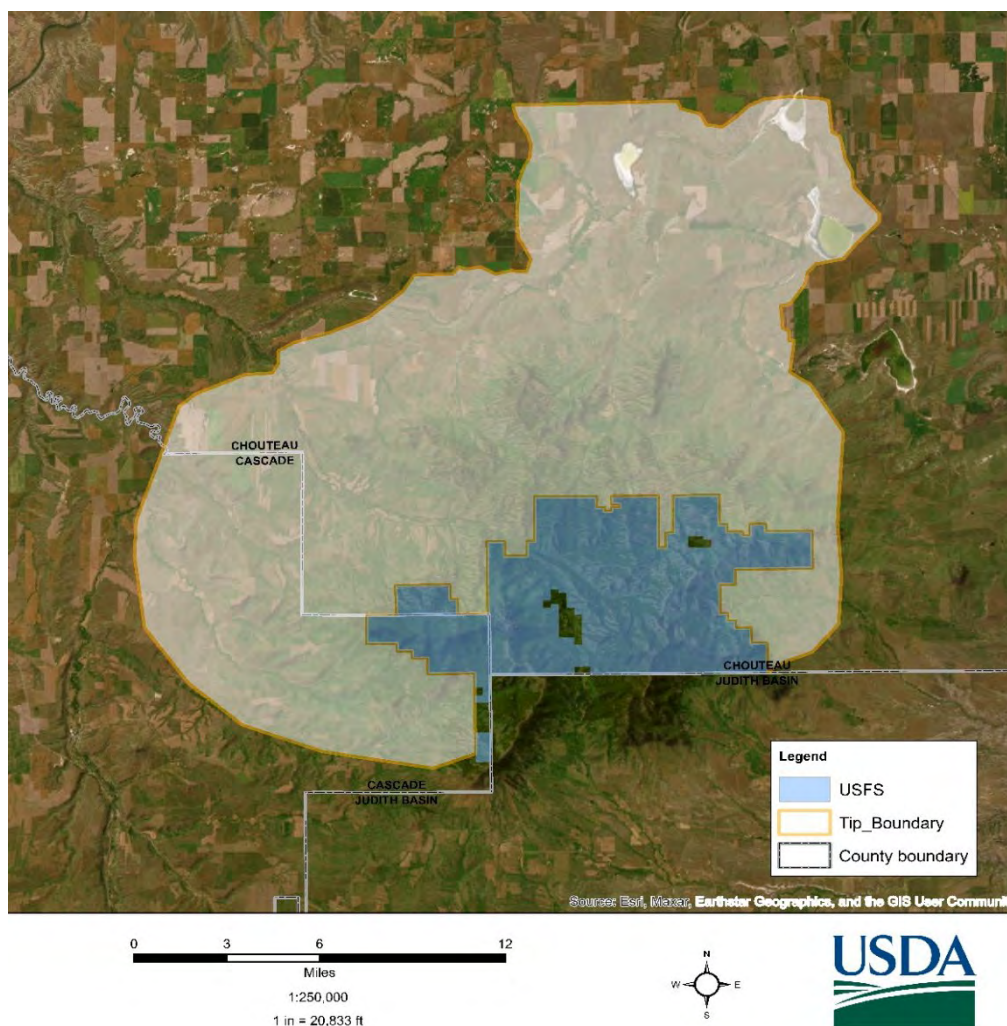 CHOUTEAU
CASCADE
CHOUTEAU
JUDITH BASIN
CASCADE
JUDITH BASIN
Legend
USFS
Tip_Boundary
County boundary
Source: Esri, Maxar, Earthstar Geographics, and the GIS User Communi
0 3 6 12
Miles
1:250,000
1 in = 20,833 ft
N
W E
S
USDA